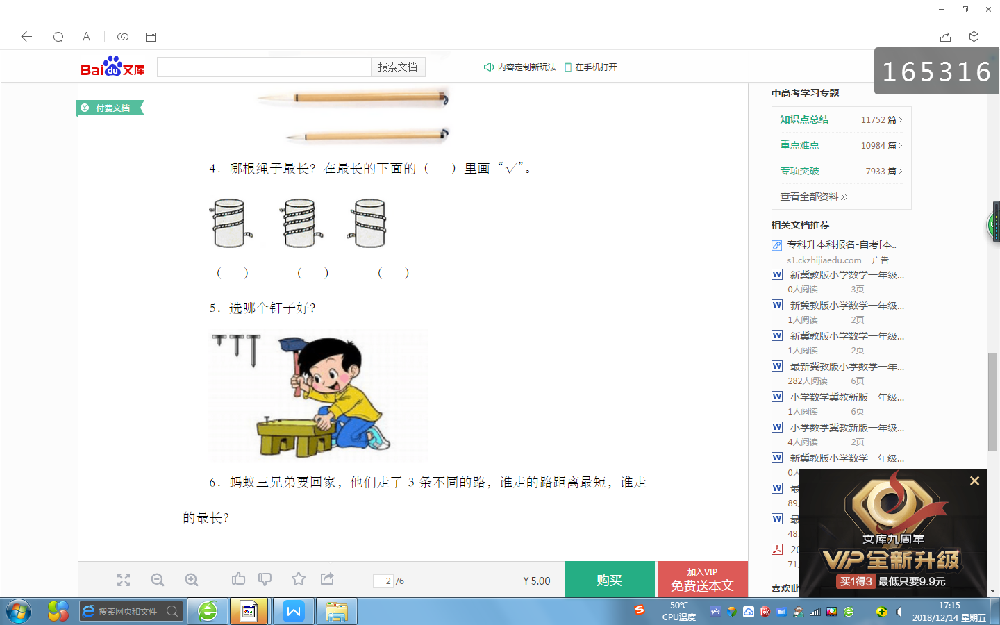 Bai du 文库
搜索文档
内容定制新玩法
在手机打开
165316
付费文档
4．哪根绳子最长？在最长的下面的（　）里画“√”。
（　）　（　）　（　）
5．选哪个钉子好？
6．蚂蚁三兄弟要回家，他们走了 3 条不同的路，谁走的路距离最短，谁走
的最长？
中高考学习专题
知识点总结 11752 篇
重点难点 10984 篇
专项突破 7933 篇
查看全部资料
相关文档推荐
专科升本科报名-自考[本..
s1.ckzhijiaedu.com 广告
新冀教版小学数学一年级...
0人阅读 3页
新冀教版小学数学一年级...
1人阅读 2页
新冀教版小学数学一年级...
1人阅读 2页
最新冀教版小学数学一年...
282人阅读 6页
小学数学冀教新版一年级...
1人阅读 6页
小学数学冀教新版一年级...
4人阅读 2页
新冀教版小学数学一年级...
0人
最
89
最
48
20
71
喜欢此
文库九周年
VIP全新升级
买1得3 最低只要9.9元
2 /6
¥5.00
购买
加入VIP
免费送本文
搜索网页和文件
50℃
CPU温度
17:15
2018/12/14 星期五